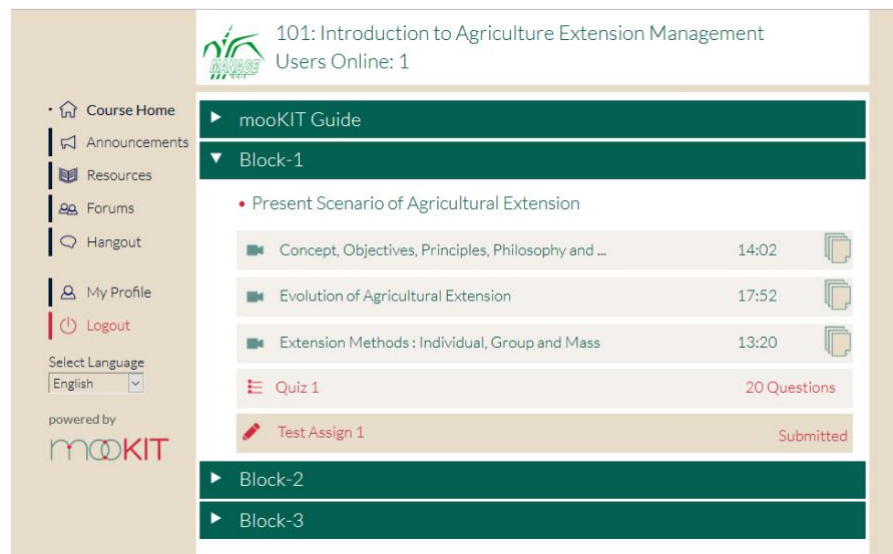 101: Introduction to Agriculture Extension Management
Users Online: 1
MANAGE
Course Home
Announcements
Resources
Forums
Hangout
My Profile
Logout
Select Language
English
powered by
mooKIT
mooKIT Guide
Block-1
Present Scenario of Agricultural Extension
Concept, Objectives, Principles, Philosophy and ... 14:02
Evolution of Agricultural Extension 17:52
Extension Methods : Individual, Group and Mass 13:20
Quiz 1 20 Questions
Test Assign 1 Submitted
Block-2
Block-3